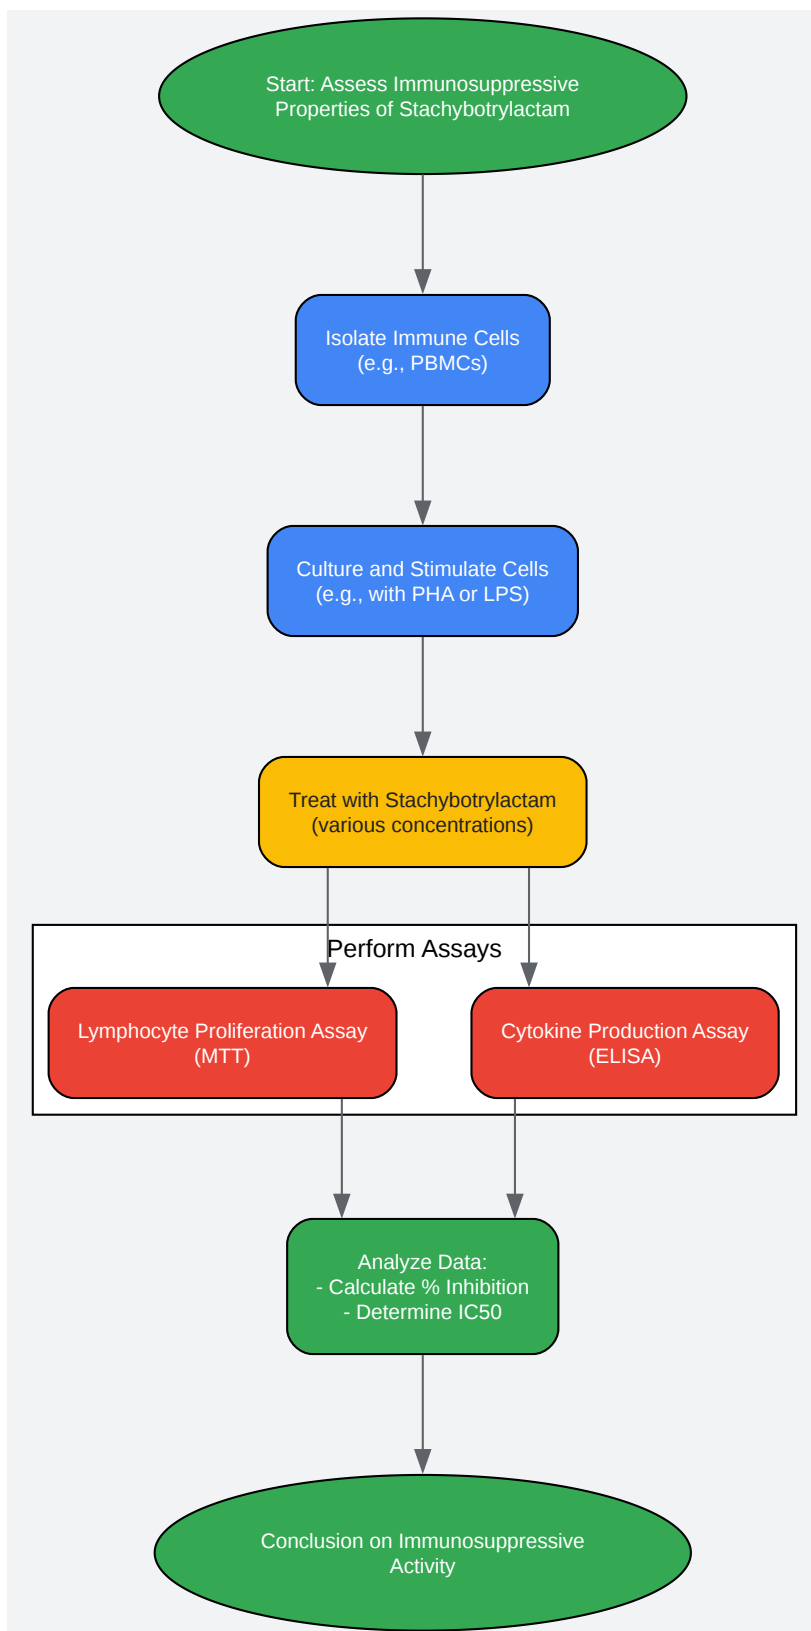 Start: Assess Immunosuppressive
Properties of Stachybotrylactam
Isolate Immune Cells
(e.g., PBMCs)
Culture and Stimulate Cells
(e.g., with PHA or LPS)
Treat with Stachybotrylactam
(various concentrations)
Perform Assays
Lymphocyte Proliferation Assay
(MTT)
Cytokine Production Assay
(ELISA)
Analyze Data:
- Calculate % Inhibition
- Determine IC50
Conclusion on Immunosuppressive
Activity